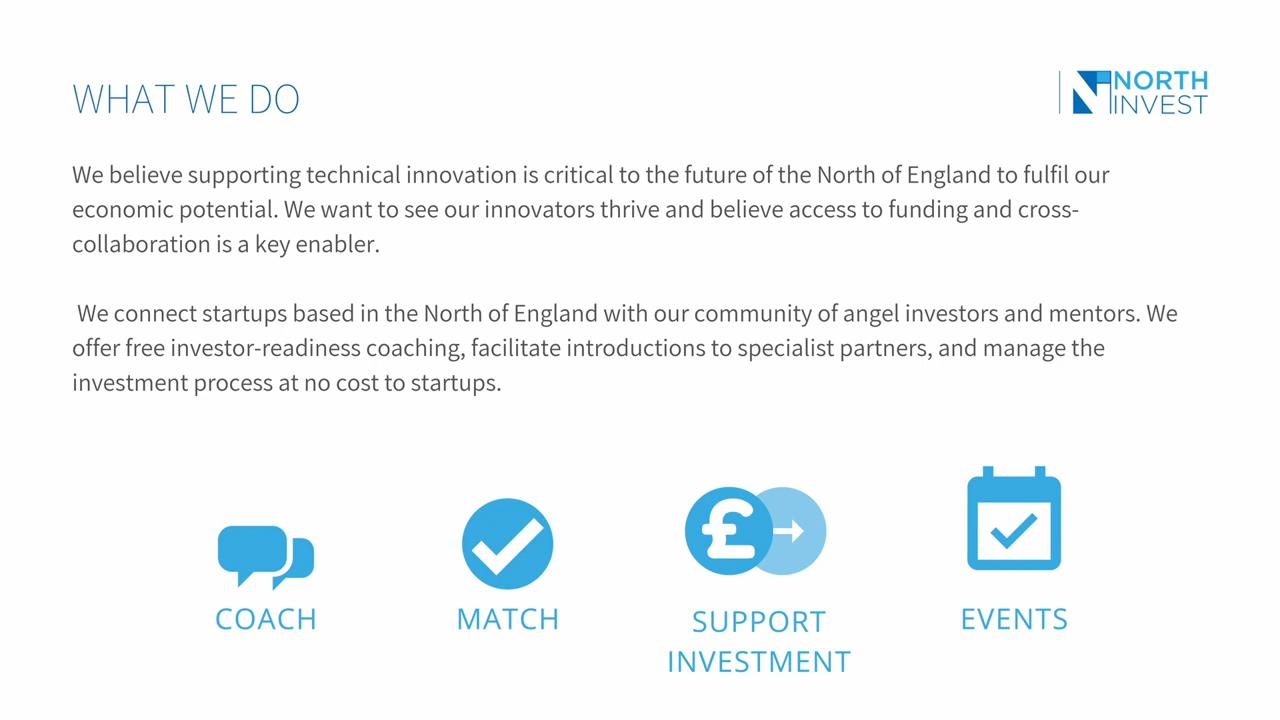 WHAT WE DO
NORTH
INVEST
We believe supporting technical innovation is critical to the future of the North of England to fulfil our
economic potential. We want to see our innovators thrive and believe access to funding and cross-
collaboration is a key enabler.
We connect startups based in the North of England with our community of angel investors and mentors. We
offer free investor-readiness coaching, facilitate introductions to specialist partners, and manage the
investment process at no cost to startups.
£
COACH
MATCH
SUPPORT
INVESTMENT
EVENTS